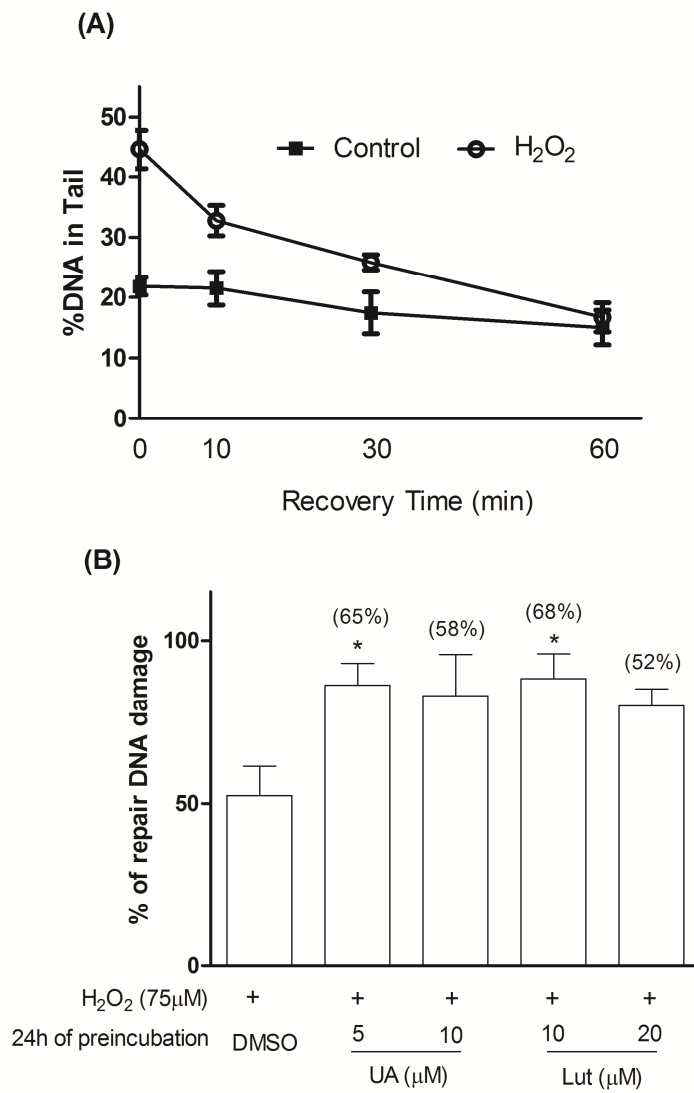 (A)
50
40
30
20
10
0
%DNA in Tail
Control
H₂O₂
0 10 30 60
Recovery Time (min)
(B)
100
50
0
% of repair DNA damage
(65%) (58%) (68%) (52%)
* *
H₂O₂ (75μM) + + + + +
24h of preincubation DMSO 5 10 10 20
UA (μM) Lut (μM)